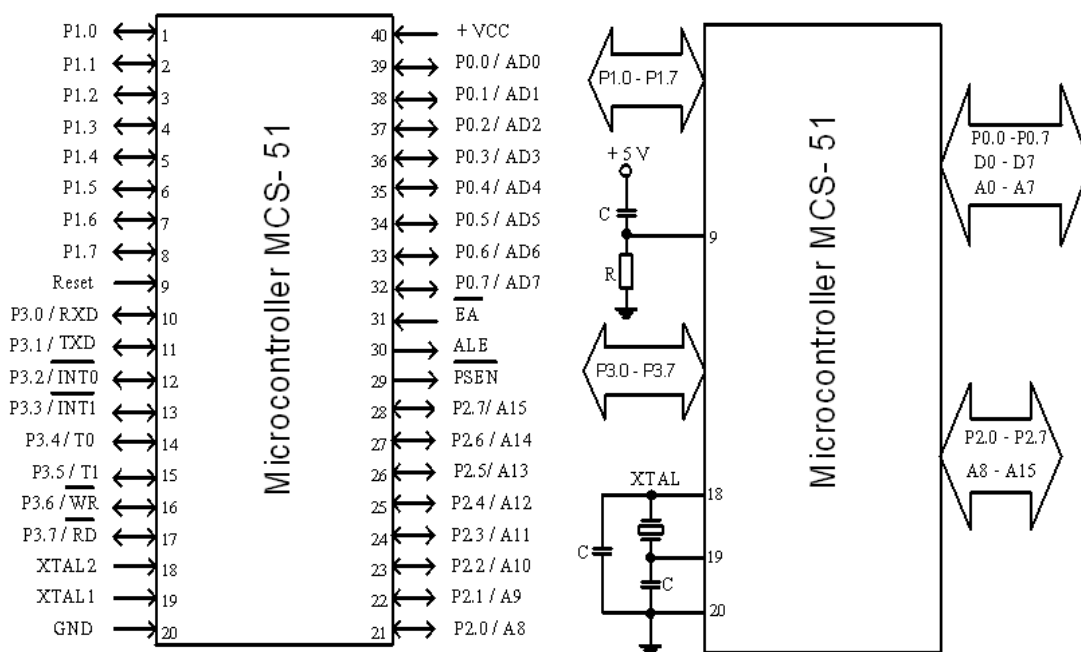 P1.0
1
P1.1
2
P1.2
3
P1.3
4
P1.4
5
P1.5
6
P1.6
7
P1.7
8
Reset
9
P3.0 / RXD
10
P3.1 / TXD
11
P3.2 / INT0
12
P3.3 / INT1
13
P3.4 / T0
14
P3.5 / T1
15
P3.6 / WR
16
P3.7 / RD
17
XTAL2
18
XTAL1
19
GND
20
Microcontroller MCS-51
40
+ VCC
39
P0.0 / AD0
38
P0.1 / AD1
37
P0.2 / AD2
36
P0.3 / AD3
35
P0.4 / AD4
34
P0.5 / AD5
33
P0.6 / AD6
32
P0.7 / AD7
31
EA
30
ALE
29
PSEN
28
P2.7/ A15
27
P2.6 / A14
26
P2.5/ A13
25
P2.4 / A12
24
P2.3 / A11
23
P2.2 / A10
22
P2.1 / A9
21
P2.0 / A8
P1.0 - P1.7
+ 5 V
C
9
R
P3.0 - P3.7
XTAL
18
C
19
C
20
Microcontroller MCS-51
P0.0 - P0.7
D0 - D7
A0 - A7
P2.0 - P2.7
A8 - A15